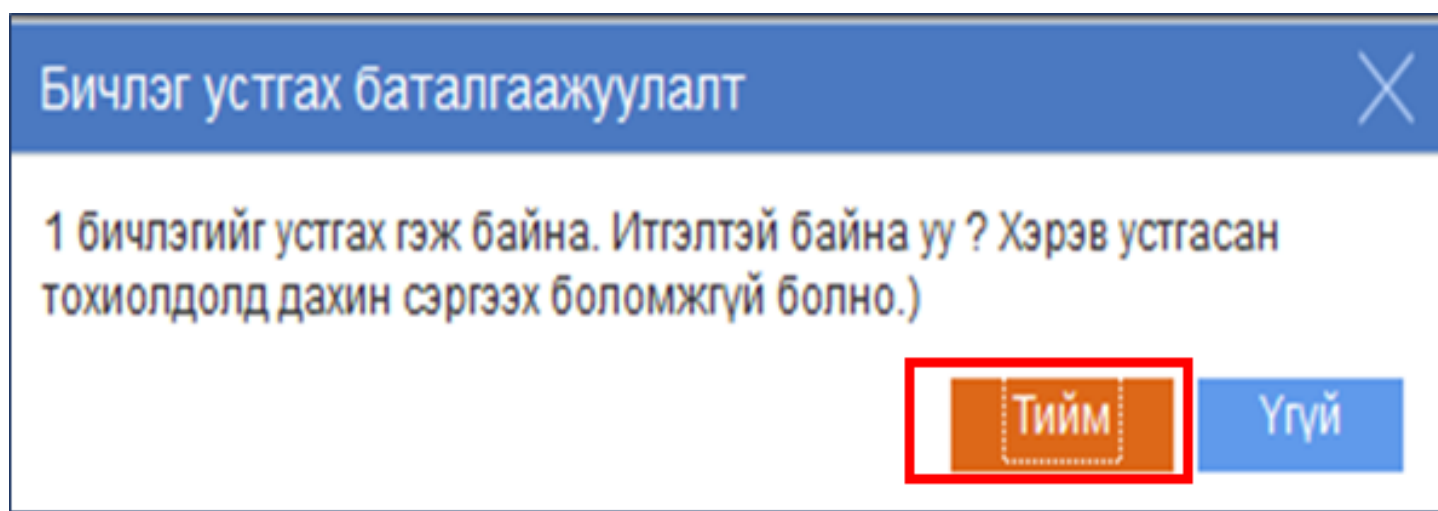 Бичлэг устгах баталгаажуулалт
1 бичлэгийг устгах гэж байна. Итгэлтэй байна уу ? Хэрэв устгасан
тохиолдолд дахин сэргээх боломжгүй болно.)
Тийм Үгүй